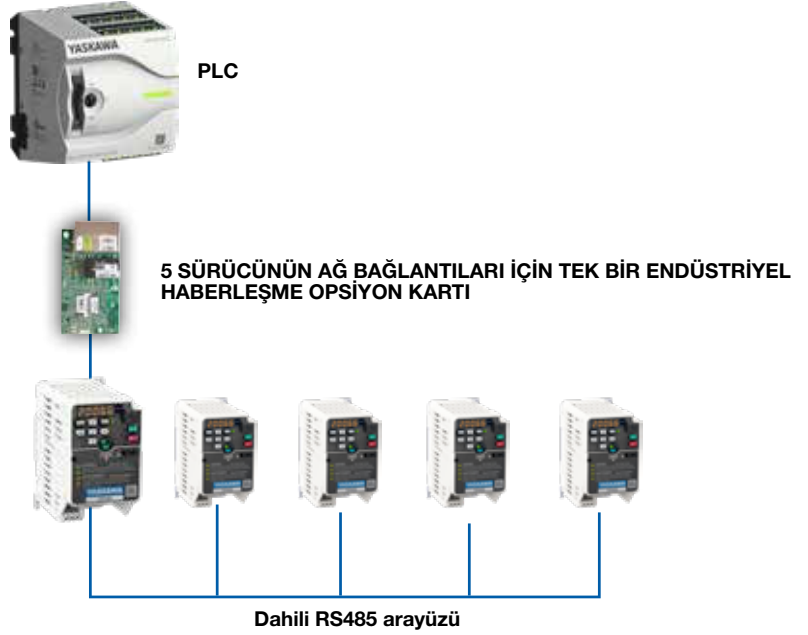 YASKAWA
PLC
5 SÜRÜCÜNÜN AĞ BAĞLANTILARI İÇİN TEK BİR ENDÜSTRİYEL
HABERLEŞME OPSİYON KARTI
Dahili RS485 arayüzü